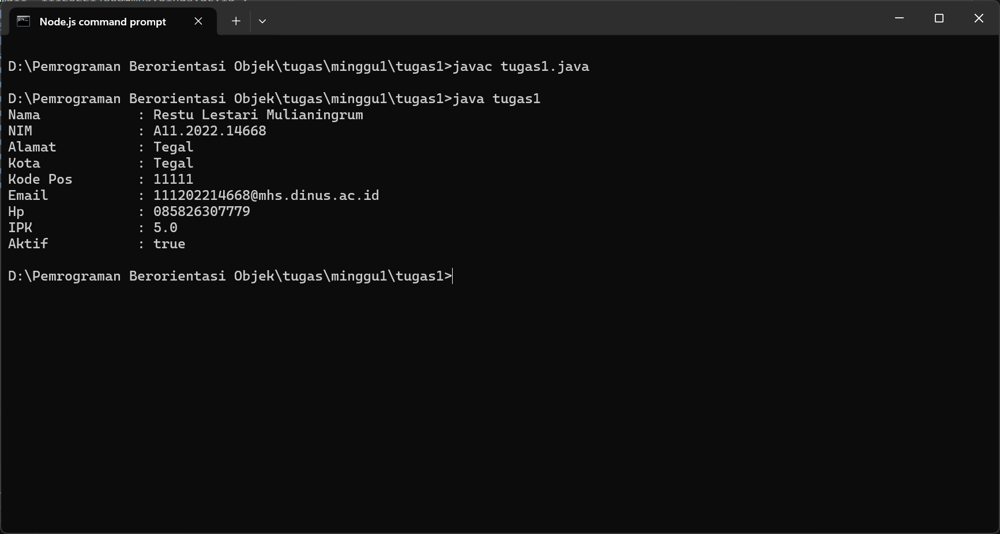 Node.js command prompt
D:\Pemrograman Berorientasi Objek\tugas\minggu1\tugas1>javac tugas1.java
D:\Pemrograman Berorientasi Objek\tugas\minggu1\tugas1>java tugas1
Nama : Restu Lestari Mulianingrum
NIM : A11.2022.14668
Alamat : Tegal
Kota : Tegal
Kode Pos : 11111
Email : 111202214668@mhs.dinus.ac.id
Hp : 085826307779
IPK : 5.0
Aktif : true
D:\Pemrograman Berorientasi Objek\tugas\minggu1\tugas1>